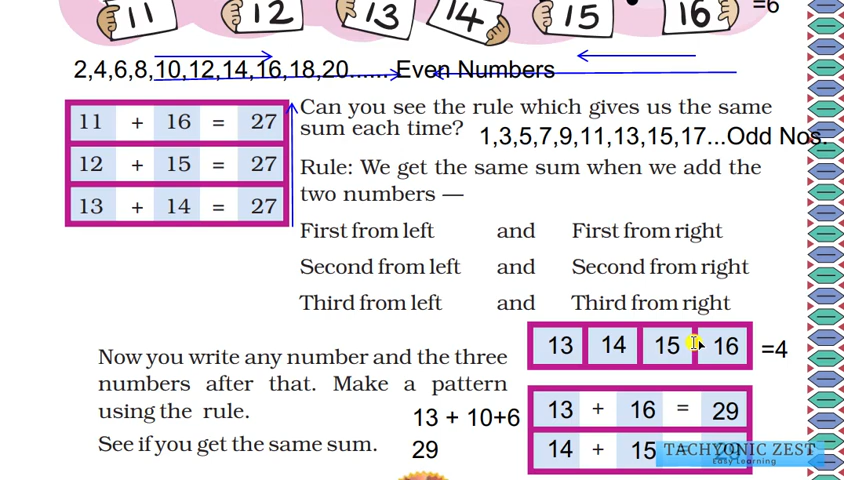 11 12 13 14 15 16 =6
2,4,6,8,10,12,14,16,18,20......Even Numbers
11 + 16 = 27
12 + 15 = 27
13 + 14 = 27
Can you see the rule which gives us the same
sum each time?
1,3,5,7,9,11,13,15,17...Odd Nos.
Rule: We get the same sum when we add the
two numbers —
First from left and First from right
Second from left and Second from right
Third from left and Third from right
13 14 15 16 =4
Now you write any number and the three
numbers after that. Make a pattern
using the rule.
See if you get the same sum.
13 + 10+6
29
13 + 16 = 29
14 + 15 = 29
TACHYONIC ZEST
Easy Learning